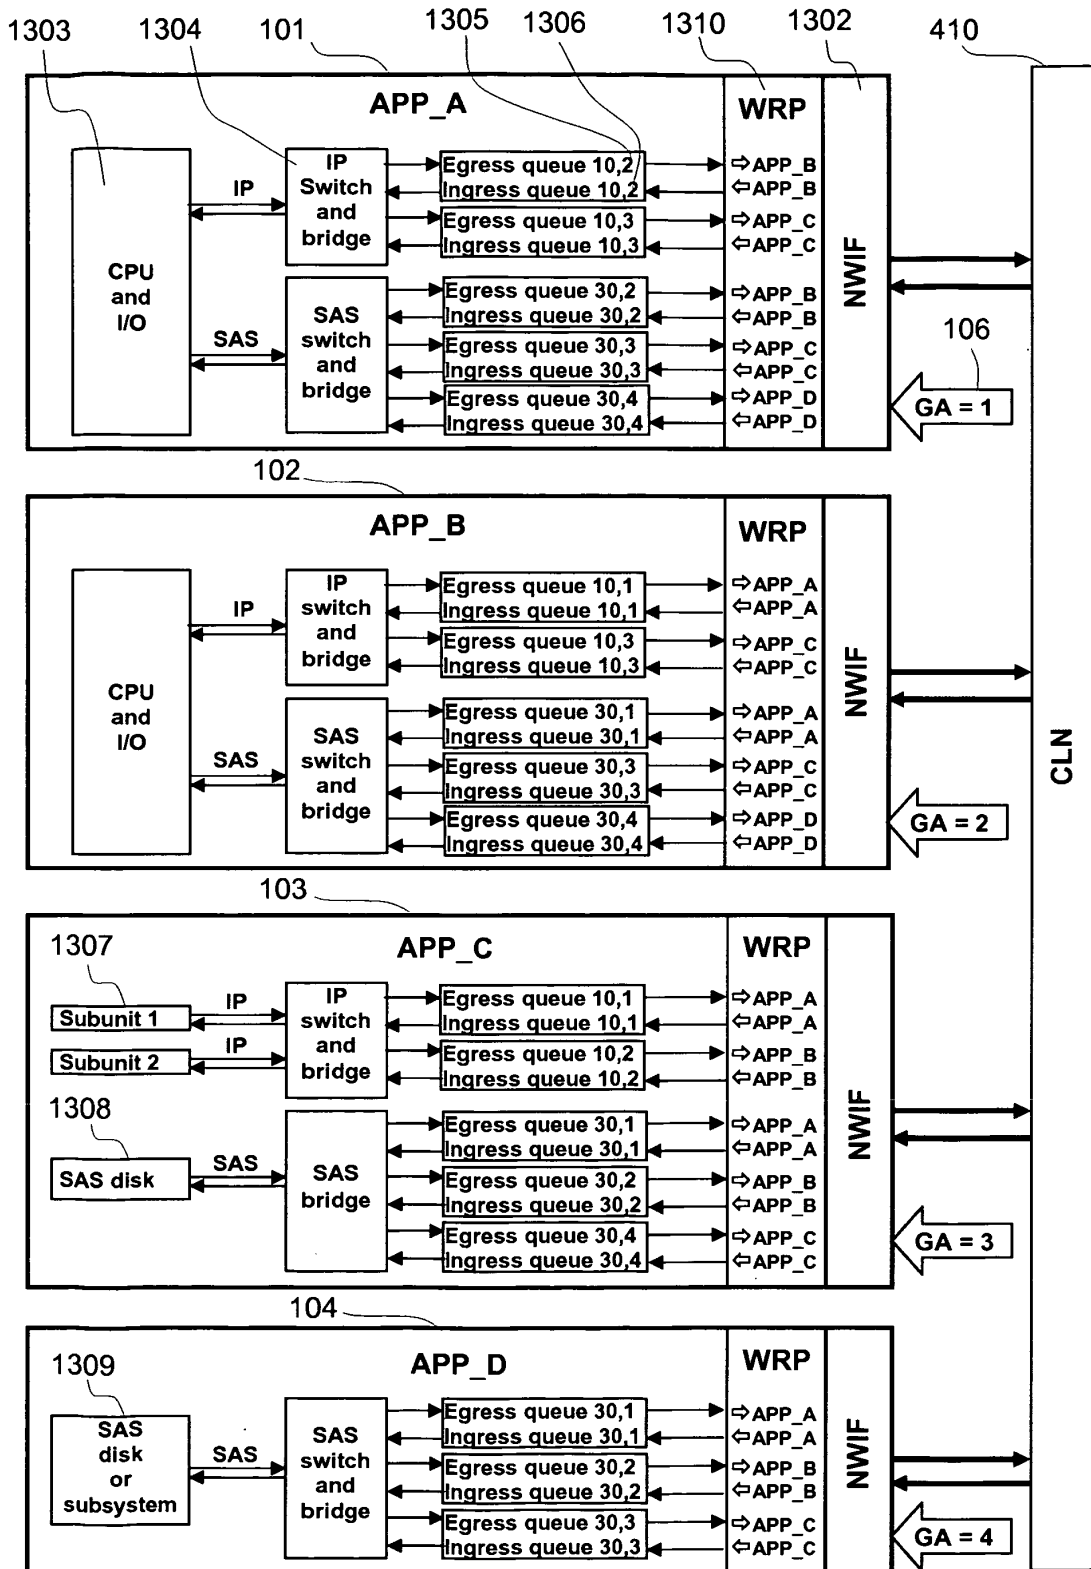 1303 1304 101 1305 1306 1310 1302 410
APP_A WRP
IP
Switch
and
bridge
Egress queue 10,2 ⇨APP_B
Ingress queue 10,2 ⇦APP_B
IP
Egress queue 10,3 ⇨APP_C
Ingress queue 10,3 ⇦APP_C
CPU
and
I/O
NWIF
SAS
switch
and
bridge
Egress queue 30,2 ⇨APP_B
Ingress queue 30,2 ⇦APP_B
SAS
Egress queue 30,3 ⇨APP_C
Ingress queue 30,3 ⇦APP_C
Egress queue 30,4 ⇨APP_D
Ingress queue 30,4 ⇦APP_D
106
GA = 1
102
APP_B WRP
IP
switch
and
bridge
Egress queue 10,1 ⇨APP_A
Ingress queue 10,1 ⇦APP_A
IP
Egress queue 10,3 ⇨APP_C
Ingress queue 10,3 ⇦APP_C
CPU
and
I/O
NWIF
SAS
switch
and
bridge
Egress queue 30,1 ⇨APP_A
Ingress queue 30,1 ⇦APP_A
SAS
Egress queue 30,3 ⇨APP_C
Ingress queue 30,3 ⇦APP_C
Egress queue 30,4 ⇨APP_D
Ingress queue 30,4 ⇦APP_D
GA = 2
CLN
103
1307
APP_C WRP
Subunit 1
IP
Subunit 2
IP
IP
switch
and
bridge
Egress queue 10,1 ⇨APP_A
Ingress queue 10,1 ⇦APP_A
Egress queue 10,2 ⇨APP_B
Ingress queue 10,2 ⇦APP_B
NWIF
1308
SAS disk
SAS
SAS
bridge
Egress queue 30,1 ⇨APP_A
Ingress queue 30,1 ⇦APP_A
Egress queue 30,2 ⇨APP_B
Ingress queue 30,2 ⇦APP_B
Egress queue 30,4 ⇨APP_C
Ingress queue 30,4 ⇦APP_C
GA = 3
104
1309
APP_D WRP
SAS
disk
or
subsystem
SAS
SAS
switch
and
bridge
Egress queue 30,1 ⇨APP_A
Ingress queue 30,1 ⇦APP_A
Egress queue 30,2 ⇨APP_B
Ingress queue 30,2 ⇦APP_B
Egress queue 30,3 ⇨APP_C
Ingress queue 30,3 ⇦APP_C
NWIF
GA = 4